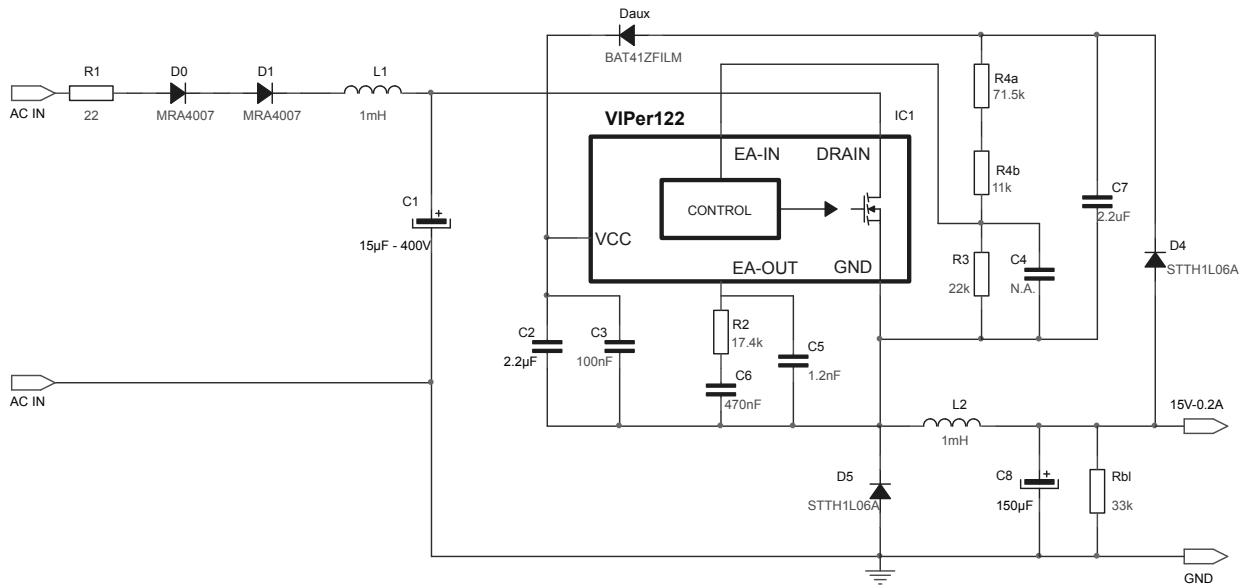 Daux
BAT41ZFILM
R1
D0
D1
L1
AC IN
22
MRA4007
MRA4007
1mH
R4a
71.5k
VIPer122
IC1
EA-IN
DRAIN
R4b
11k
C7
2.2uF
CONTROL
C1
+
15µF - 400V
VCC
D4
STTH1L06A
EA-OUT
GND
R3
22k
C4
N.A.
C2
2.2µF
C3
100nF
R2
17.4k
C5
1.2nF
C6
470nF
AC IN
L2
1mH
15V-0.2A
D5
STTH1L06A
C8
+
150µF
Rbl
33k
GND